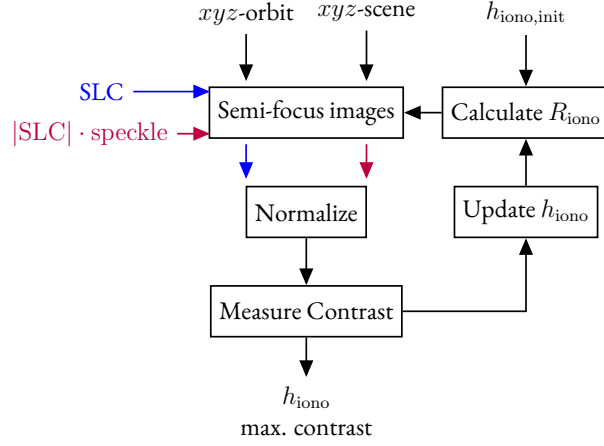 xyz-orbit
xyz-scene
h_iono,init
SLC
Semi-focus images
Calculate R_iono
|SLC| · speckle
Normalize
Update h_iono
Measure Contrast
h_iono
max. contrast